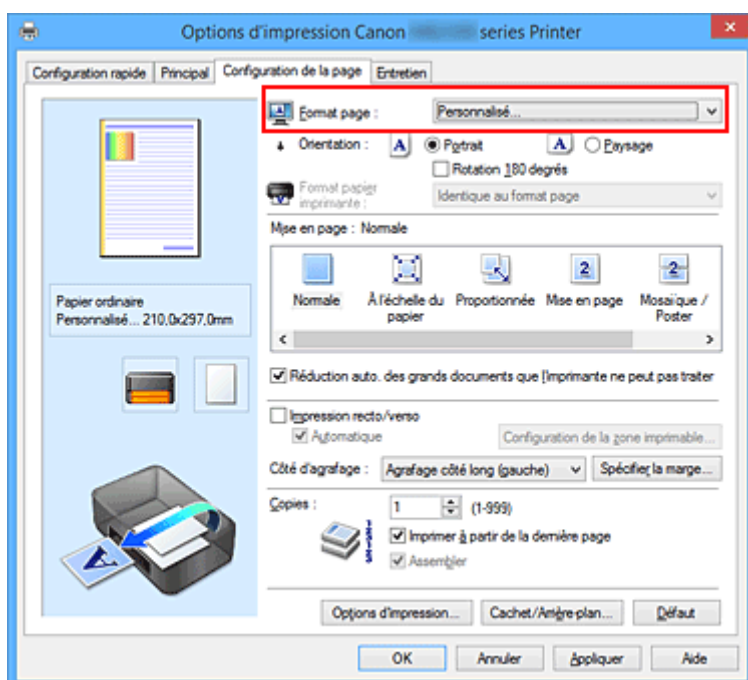 Options d'impression Canon series Printer
Configuration rapide Principal Configuration de la page Entretien
Format page : Personnalisé...
Orientation : A Portrait A Paysage
Rotation 180 degrés
Format papier imprimante : Identique au format page
Mise en page : Normale
2 2
Normale À l'échelle du papier Proportionnée Mise en page Mosaïque / Poster
Papier ordinaire
Personnalisé... 210,0x297,0mm
Réduction auto. des grands documents que l'imprimante ne peut pas traiter
Impression recto/verso
Automatique Configuration de la zone imprimable...
Côté d'agrafage : Agrafage côté long (gauche) Spécifier la marge...
Copies : 1 (1-999)
Imprimer à partir de la dernière page
Assembler
A
Options d'impression... Cachet/Arrière-plan... Défaut
OK Annuler Appliquer Aide